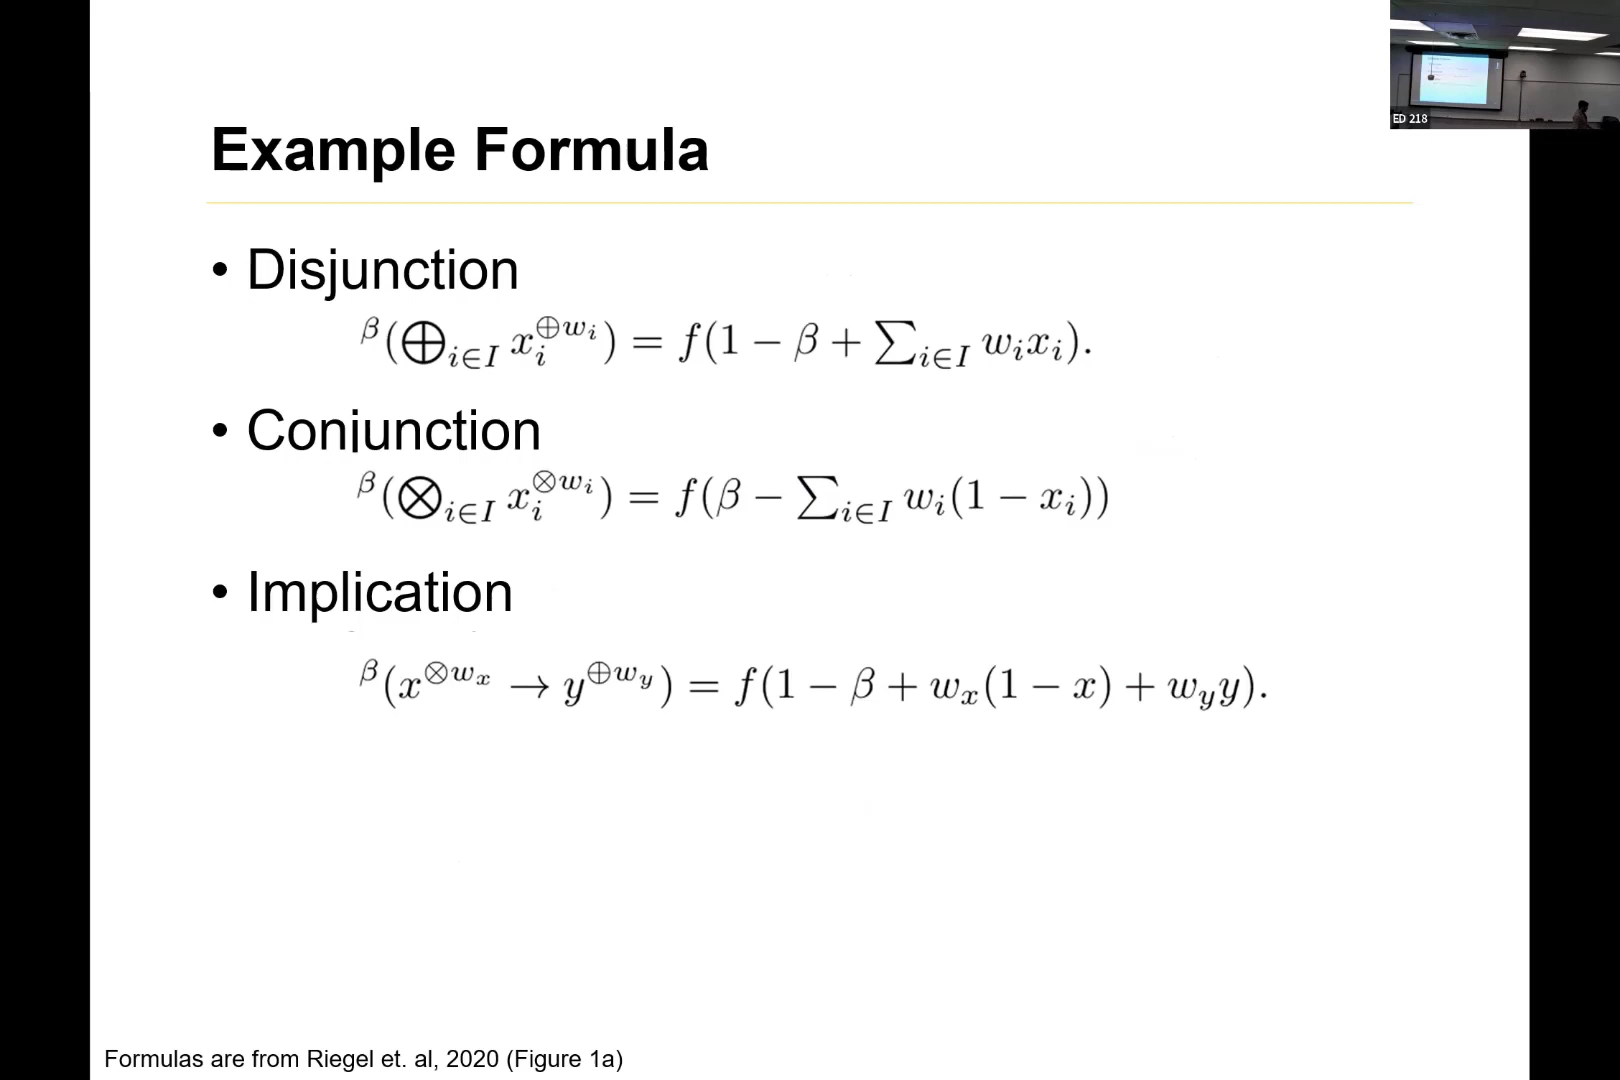 ED 218
Example Formula
• Disjunction
β(⊕i∈I xi⊕wi) = f(1 − β + ∑i∈I wixi).
• Conjunction
β(⊗i∈I xi⊗wi) = f(β − ∑i∈I wi(1 − xi))
• Implication
β(x⊗wx → y⊕wy) = f(1 − β + wx(1 − x) + wyy).
Formulas are from Riegel et. al, 2020 (Figure 1a)